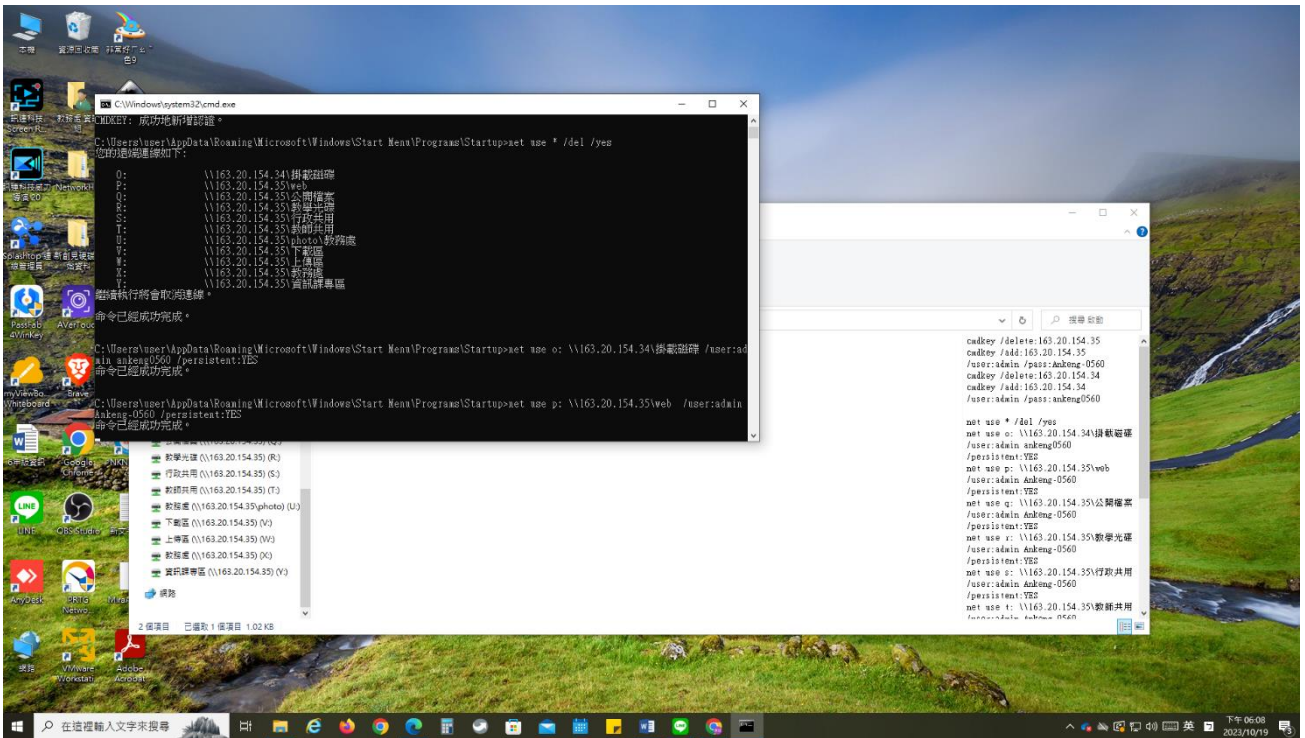 本機
資源回收筒
C:\Windows\system32\cmd.exe
CMDKEY: 成功地新增認證。
C:\Users\user\AppData\Roaming\Microsoft\Windows\Start Menu\Programs\Startup>net use * /del /yes
您的遠端連線如下:
O: \\163.20.154.34\掛載磁碟
P: \\163.20.154.35\web
Q: \\163.20.154.35\公開檔案
R: \\163.20.154.35\教學光碟
S: \\163.20.154.35\行政共用
T: \\163.20.154.35\教師共用
U: \\163.20.154.35\photo\教務處
V: \\163.20.154.35\下載區
W: \\163.20.154.35\上傳區
X: \\163.20.154.35\教務處
Y: \\163.20.154.35\資訊課專區
繼續執行將會取消連線。
命令已經成功完成。
C:\Users\user\AppData\Roaming\Microsoft\Windows\Start Menu\Programs\Startup>net use o: \\163.20.154.34\掛載磁碟 /user:ad
min ankeng0560 /persistent:YES
命令已經成功完成。
C:\Users\user\AppData\Roaming\Microsoft\Windows\Start Menu\Programs\Startup>net use p: \\163.20.154.35\web /user:admin
Ankeng-0560 /persistent:YES
命令已經成功完成。
教學光碟 (\\163.20.154.35) (R:)
行政共用 (\\163.20.154.35) (S:)
教師共用 (\\163.20.154.35) (T:)
教務處 (\\163.20.154.35\photo) (U:)
下載區 (\\163.20.154.35) (V:)
上傳區 (\\163.20.154.35) (W:)
教務處 (\\163.20.154.35) (X:)
資訊課專區 (\\163.20.154.35) (Y:)
網路
2 個項目 已選取 1 個項目 1.02 KB
搜尋 啟動
cmdkey /delete:163.20.154.35
cmdkey /add:163.20.154.35
/user:admin /pass:Ankeng-0560
cmdkey /delete:163.20.154.34
cmdkey /add:163.20.154.34
/user:admin /pass:ankeng0560
net use * /del /yes
net use o: \\163.20.154.34\掛載磁碟
/user:admin ankeng0560
/persistent:YES
net use p: \\163.20.154.35\web
/user:admin Ankeng-0560
/persistent:YES
net use q: \\163.20.154.35\公開檔案
/user:admin Ankeng-0560
/persistent:YES
net use r: \\163.20.154.35\教學光碟
/user:admin Ankeng-0560
/persistent:YES
net use s: \\163.20.154.35\行政共用
/user:admin Ankeng-0560
/persistent:YES
net use t: \\163.20.154.35\教師共用
PassFab
4WinKey
myViewBo...
Whiteboard
Brave
Google
Chrome
LINE
OBS Studio
AnyDesk
PRTG
Netwo...
網路
VMware
Workstati...
Adobe
Acrobat
在這裡輸入文字來搜尋
英
下午 06:08
2023/10/19